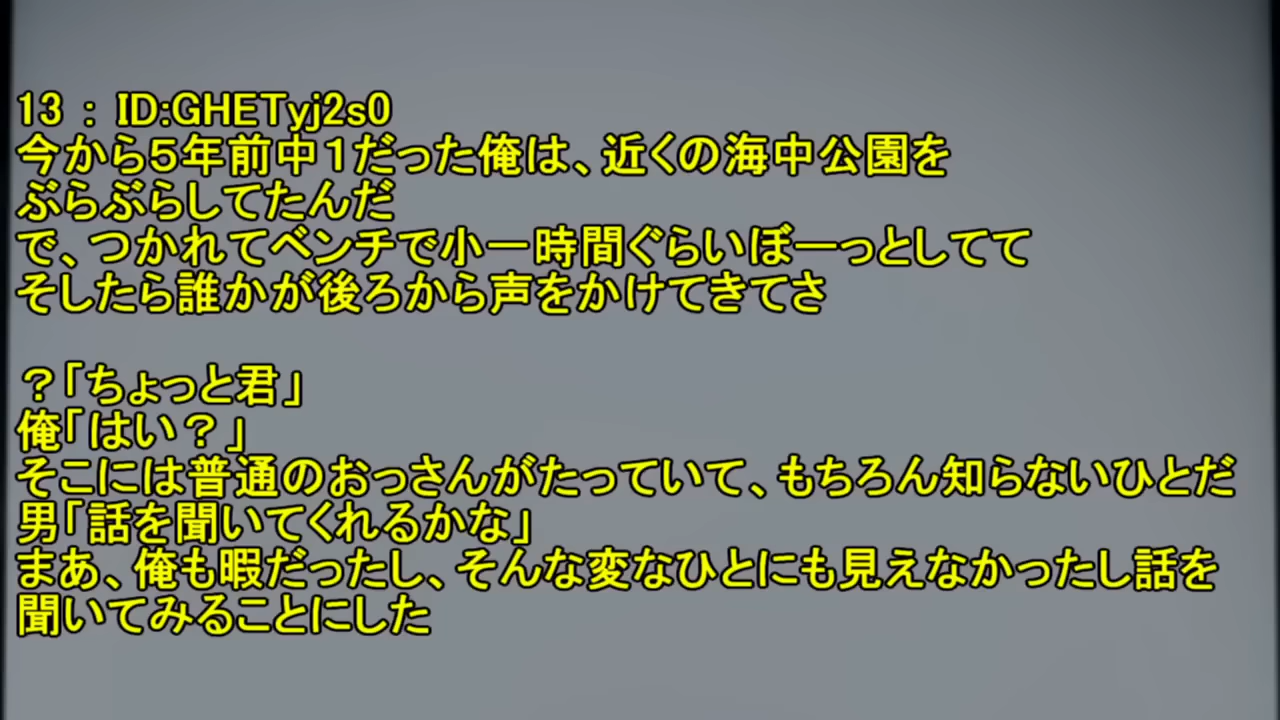 13 : ID:GHETyj2s0
今から５年前中１だった俺は、近くの海中公園を
ぶらぶらしてたんだ
で、つかれてベンチで小一時間ぐらいぼーっとしてて
そしたら誰かが後ろから声をかけてきてさ
？「ちょっと君」
俺「はい？」
そこには普通のおっさんがたっていて、もちろん知らないひとだ
男「話を聞いてくれるかな」
まあ、俺も暇だったし、そんな変なひとにも見えなかったし話を
聞いてみることにした